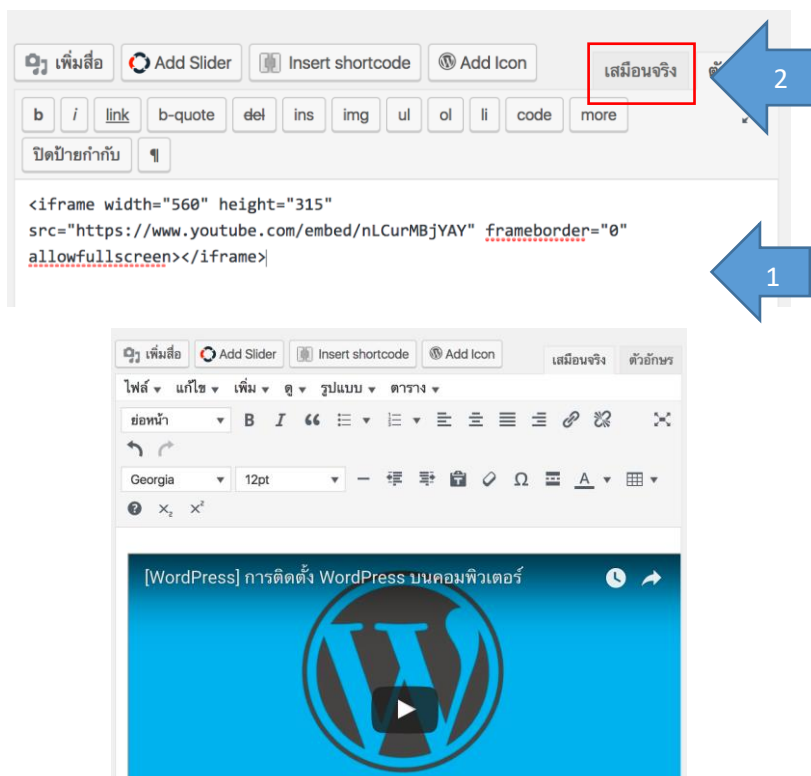 เพิ่มสื่อ Add Slider Insert shortcode Add Icon เสมือนจริง
2
b i link b-quote del ins img ul ol li code more
ปิดป้ายกำกับ ¶
<iframe width="560" height="315"
src="https://www.youtube.com/embed/nLCurMBjYAY" frameborder="0"
allowfullscreen></iframe>
1
เพิ่มสื่อ Add Slider Insert shortcode Add Icon เสมือนจริง ตัวอักษร
ไฟล์ แก้ไข เพิ่ม ดู รูปแบบ ตาราง
ย่อหน้า B I
Georgia 12pt Ω A
X₂ X²
[WordPress] การติดตั้ง WordPress บนคอมพิวเตอร์